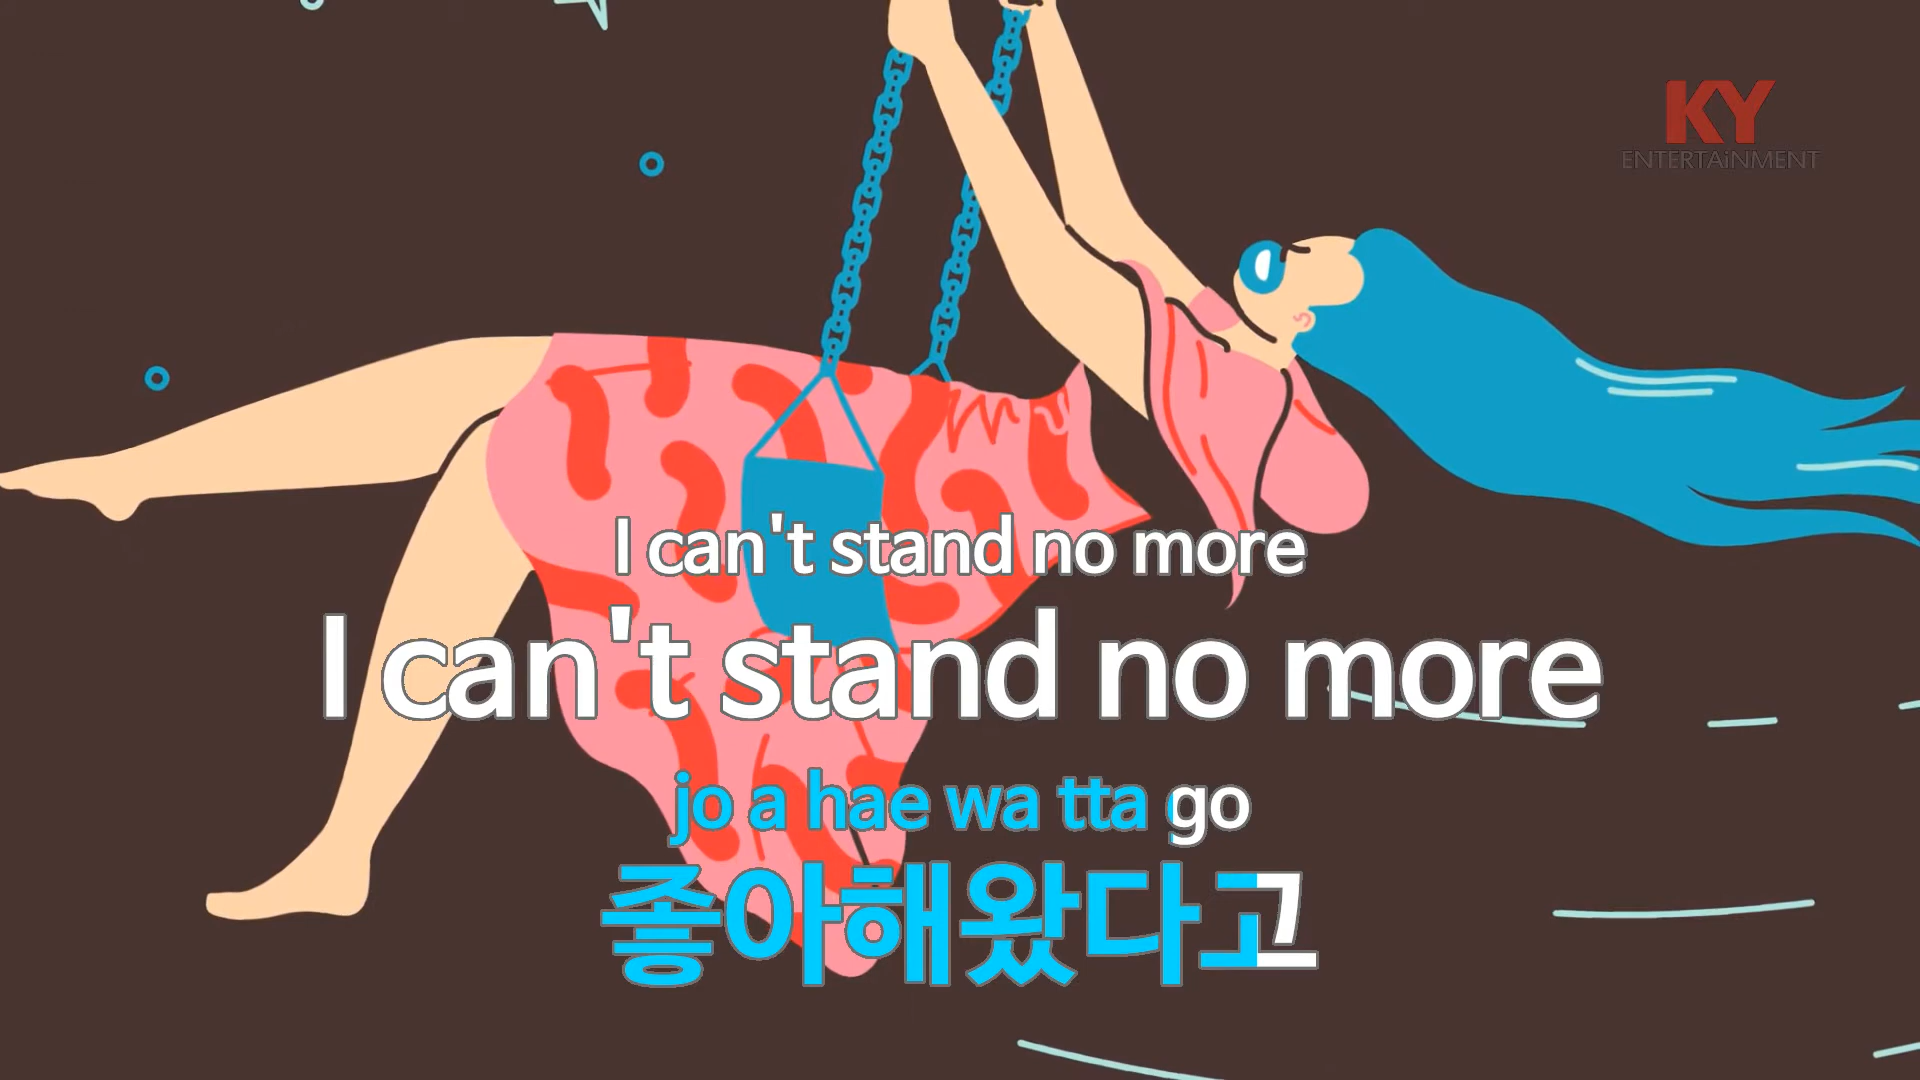 KY
ENTERTAiNMENT
I can't stand no more
I can't stand no more
jo a hae wa tta go
좋아해왔다고